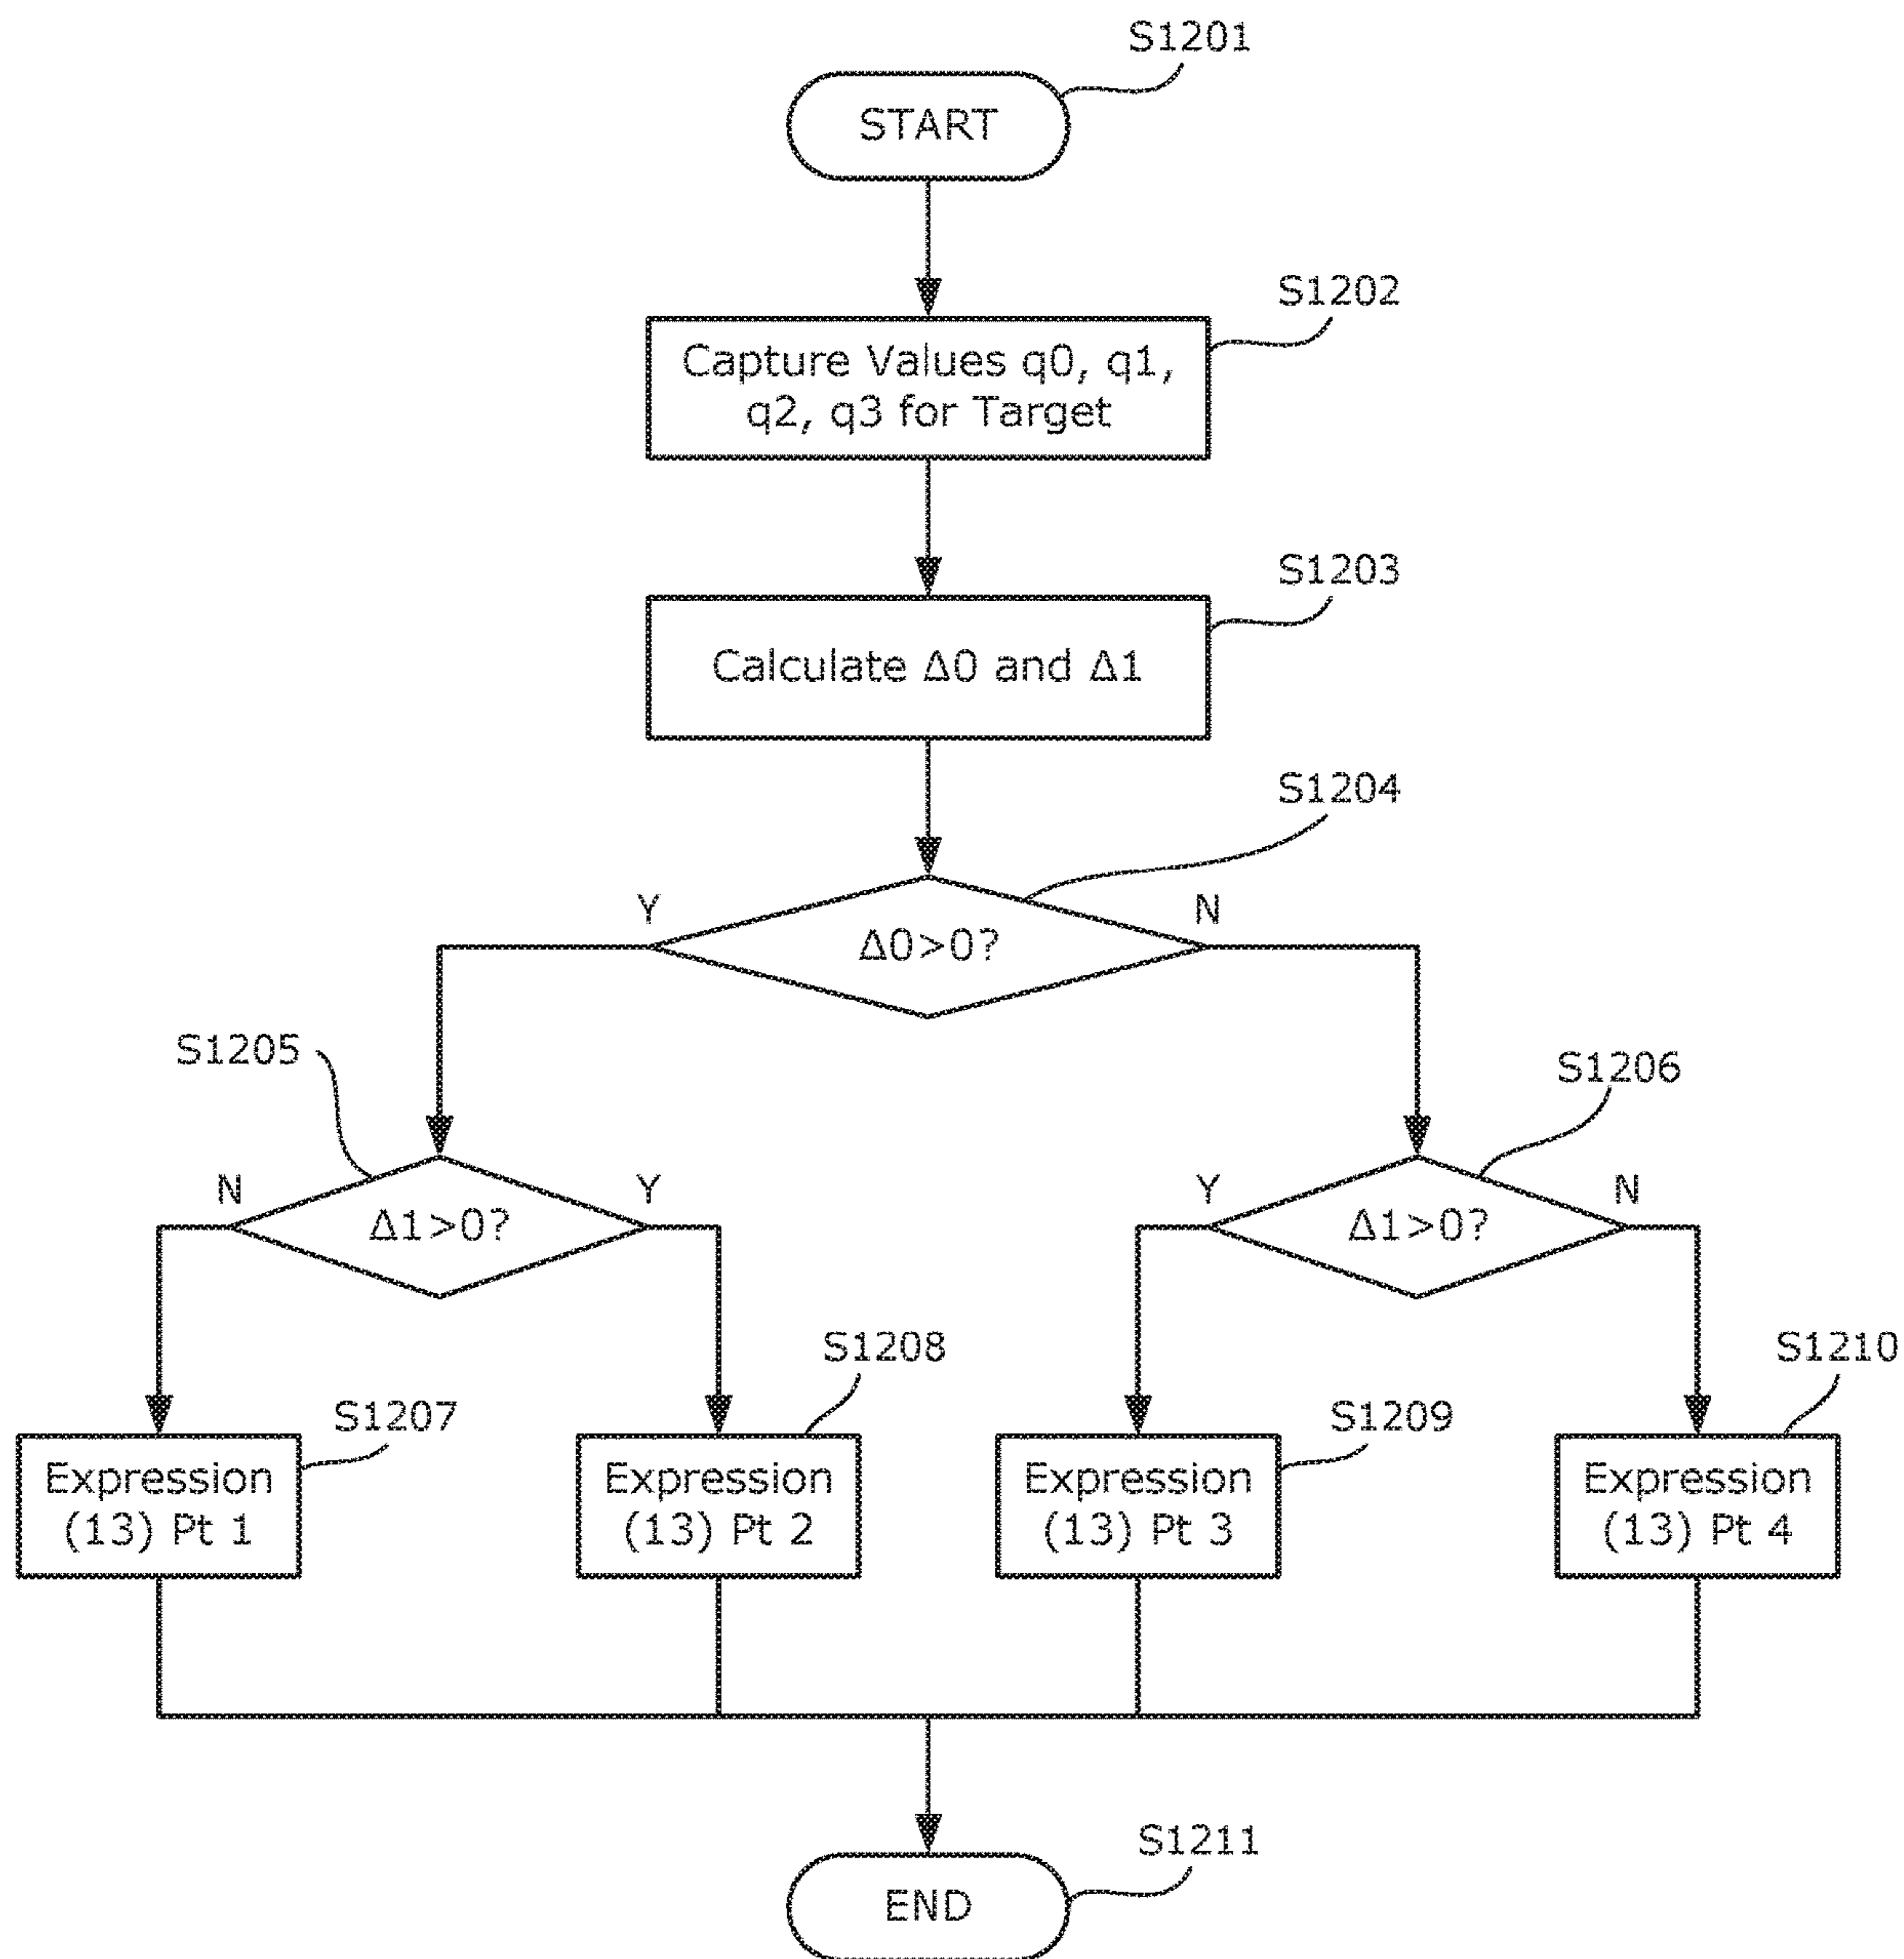 S1201
START
S1202
Capture Values q0, q1,
q2, q3 for Target
S1203
Calculate Δ0 and Δ1
S1204
Y
N
Δ0>0?
S1205
S1206
N
Y
Y
N
Δ1>0?
Δ1>0?
S1208
S1210
S1207
S1209
Expression
(13) Pt 1
Expression
(13) Pt 2
Expression
(13) Pt 3
Expression
(13) Pt 4
S1211
END